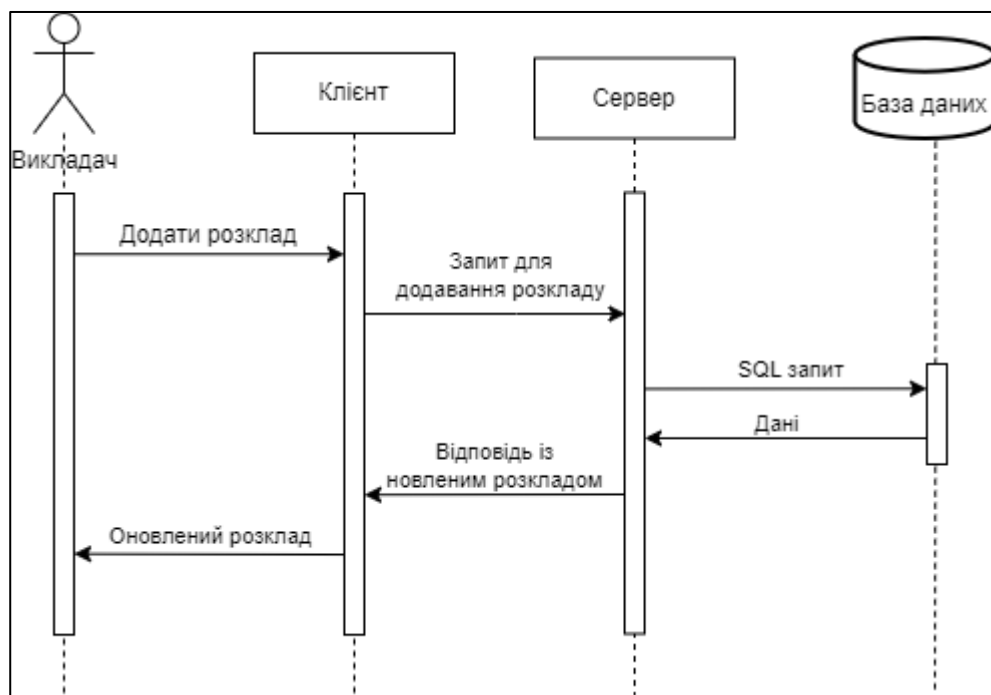 Клієнт
Сервер
База даних
Викладач
Додати розклад
Запит для
додавання розкладу
SQL запит
Дані
Відповідь із
новленим розкладом
Оновлений розклад